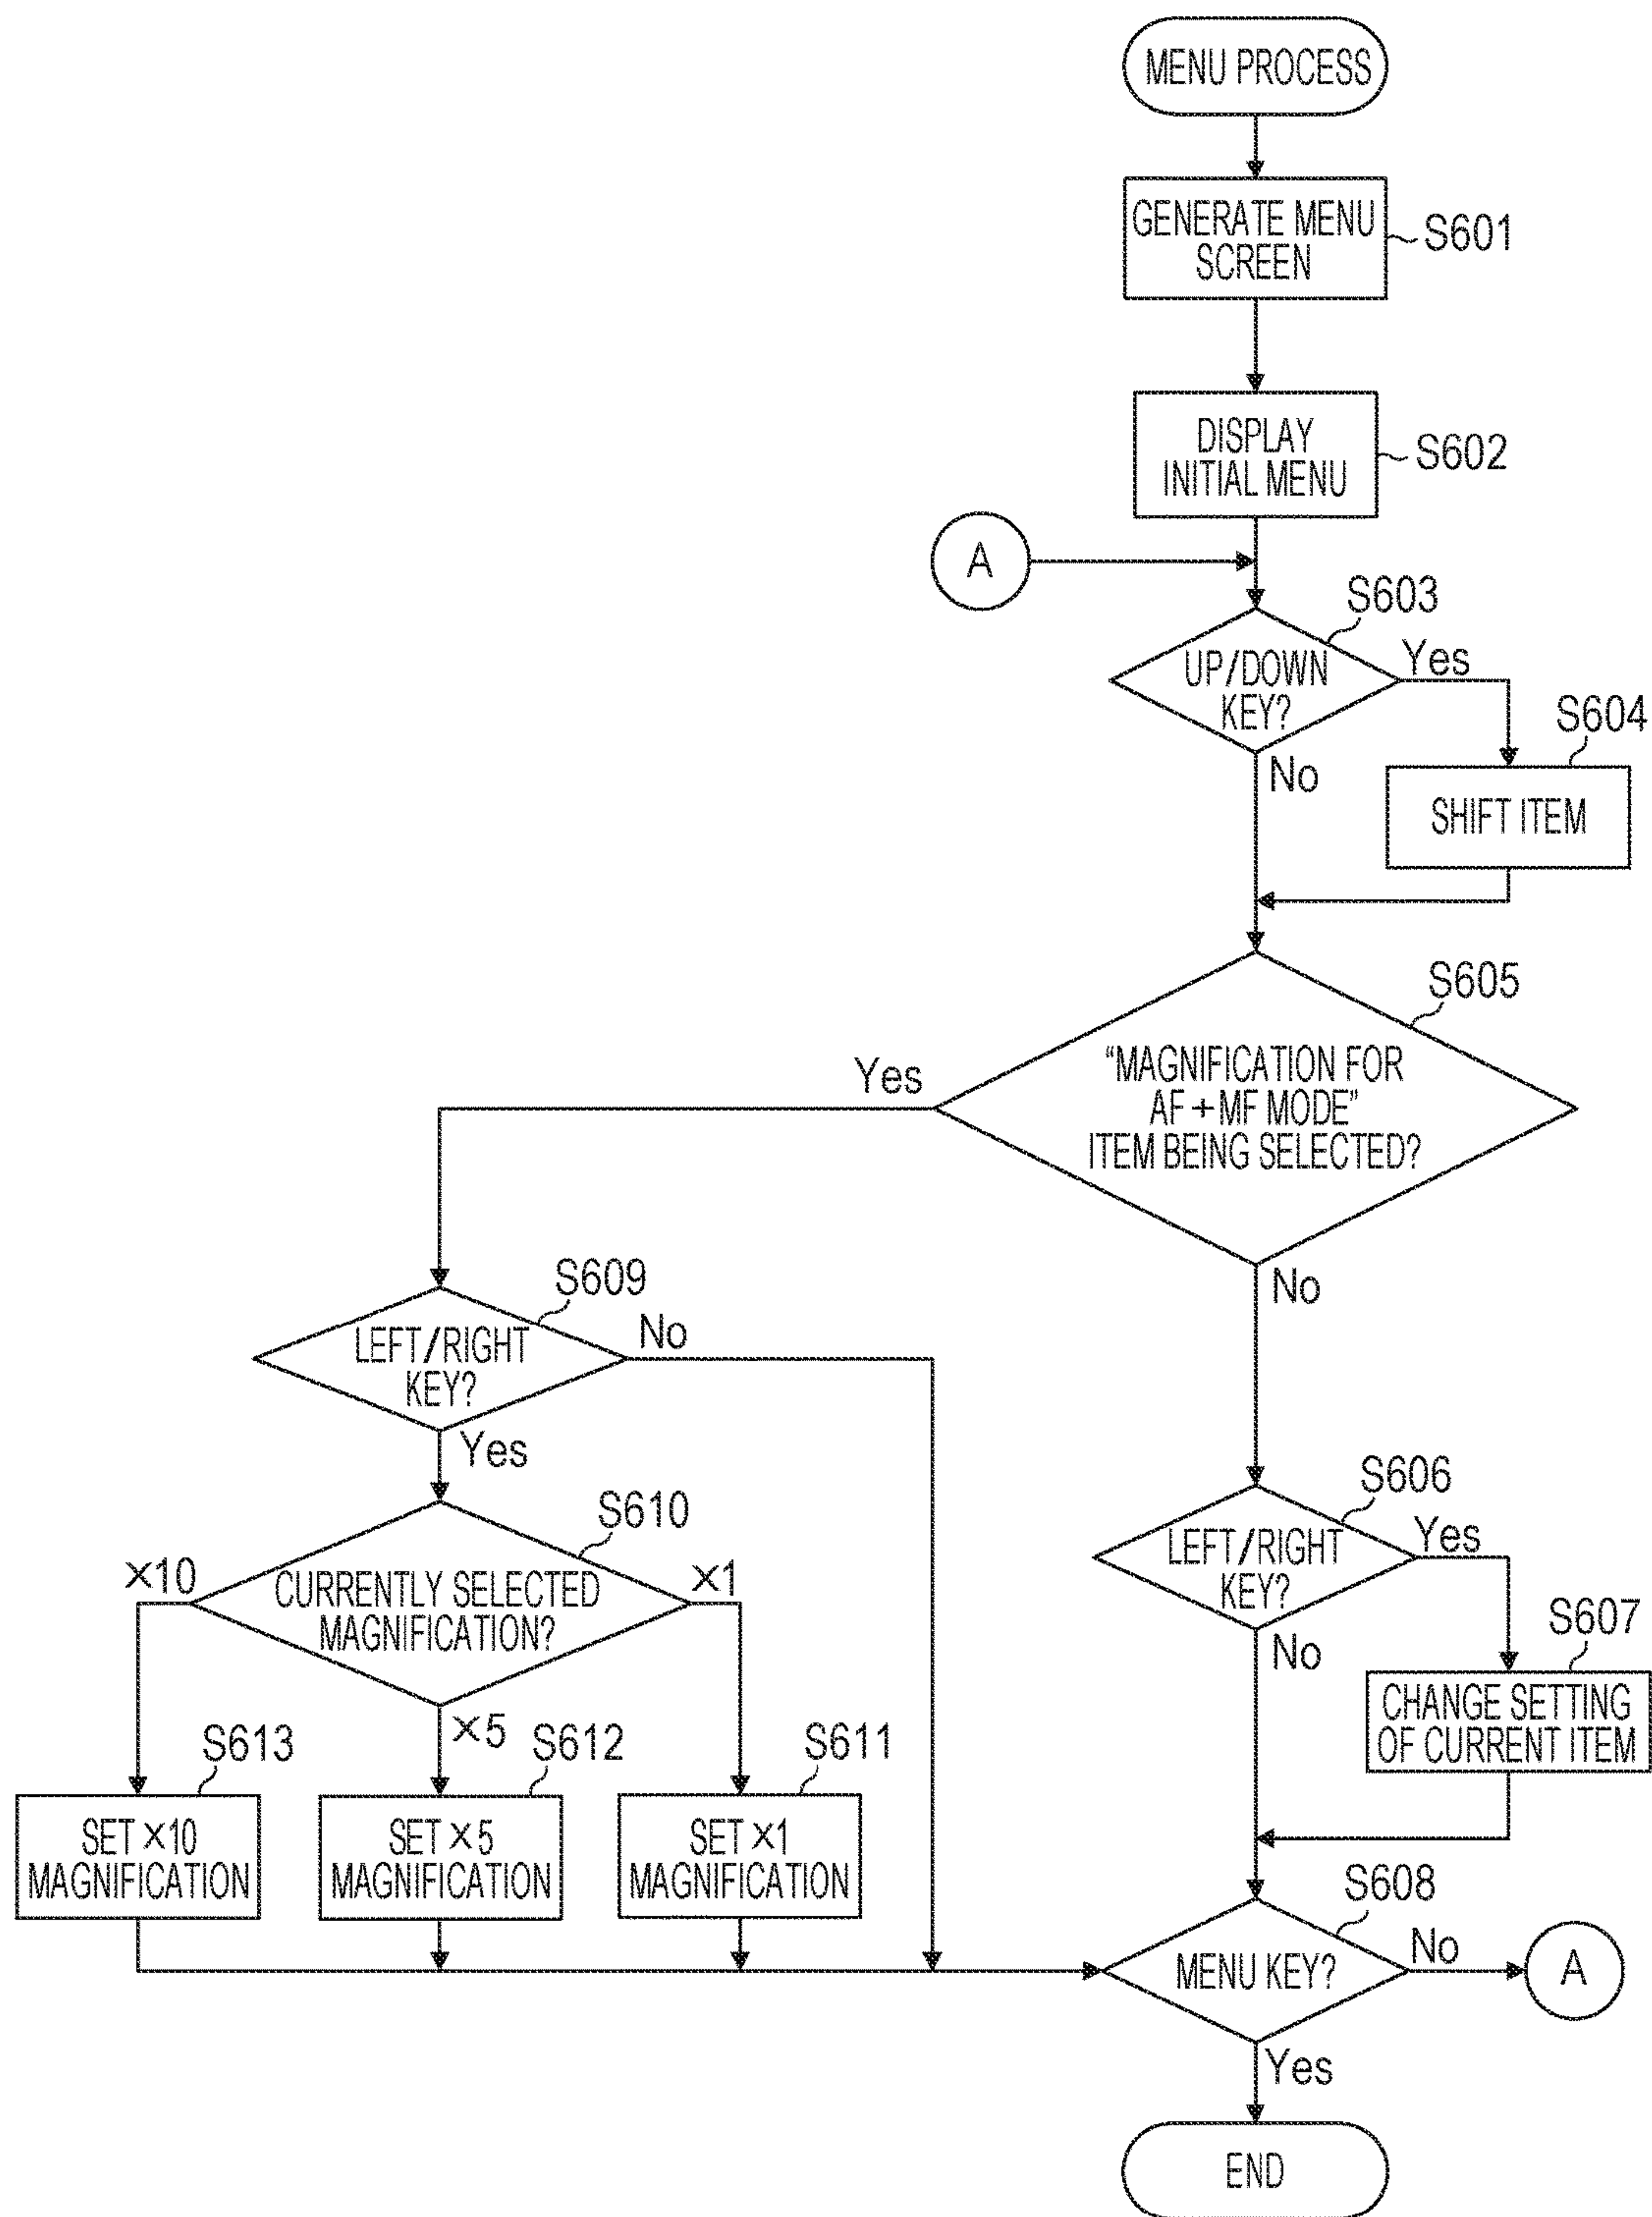 MENU PROCESS
GENERATE MENU
SCREEN
S601
DISPLAY
INITIAL MENU
S602
A
S603
UP/DOWN
KEY?
Yes
No
S604
SHIFT ITEM
S605
"MAGNIFICATION FOR
AF+MF MODE"
ITEM BEING SELECTED?
Yes
No
S609
LEFT/RIGHT
KEY?
No
Yes
S606
LEFT/RIGHT
KEY?
Yes
No
S610
CURRENTLY SELECTED
MAGNIFICATION?
×10
×1
×5
S607
CHANGE SETTING
OF CURRENT ITEM
S613
SET ×10
MAGNIFICATION
S612
SET ×5
MAGNIFICATION
S611
SET ×1
MAGNIFICATION
S608
MENU KEY?
No
A
Yes
END